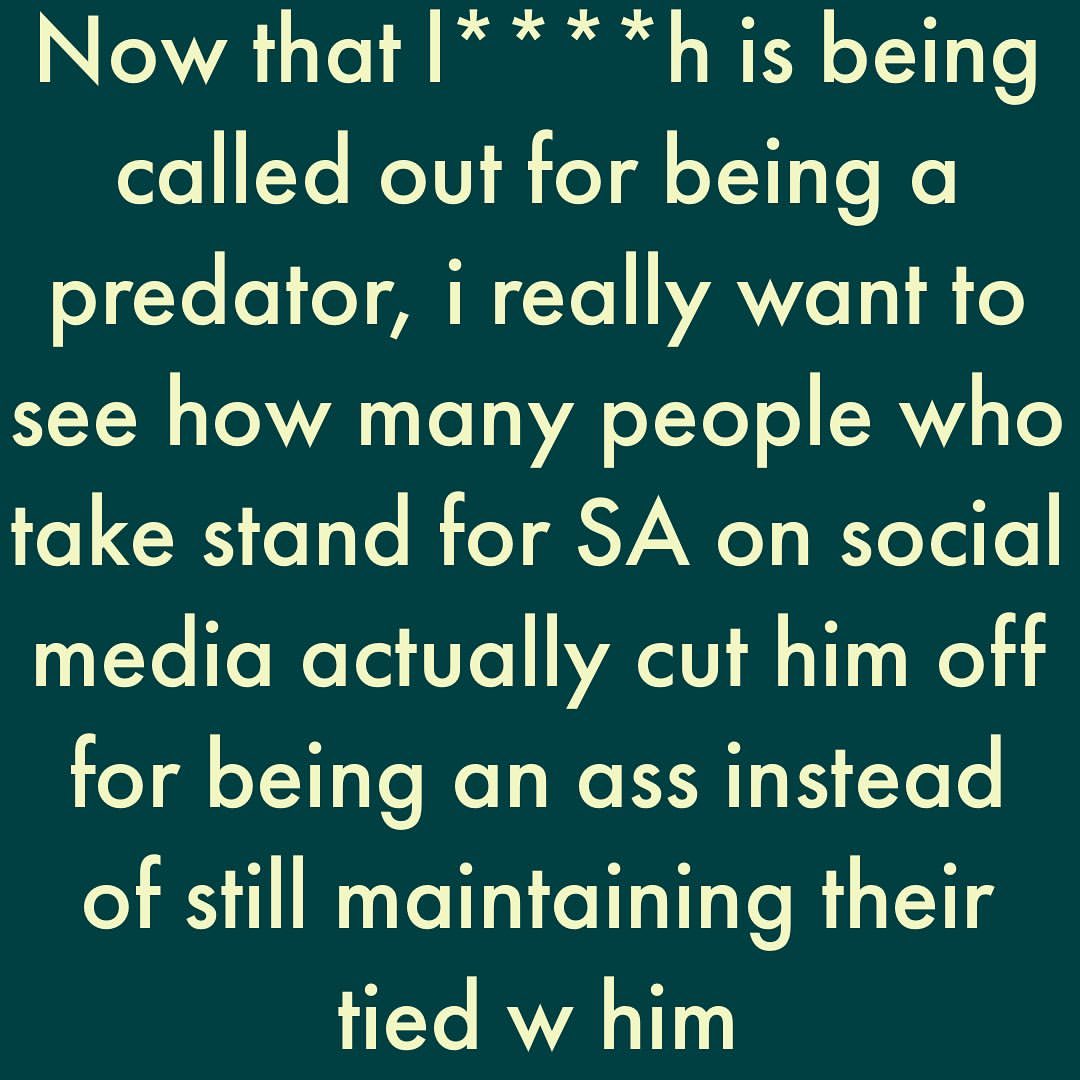 Now that l****h is being
called out for being a
predator, i really want to
see how many people who
take stand for SA on social
media actually cut him off
for being an ass instead
of still maintaining their
tied w him